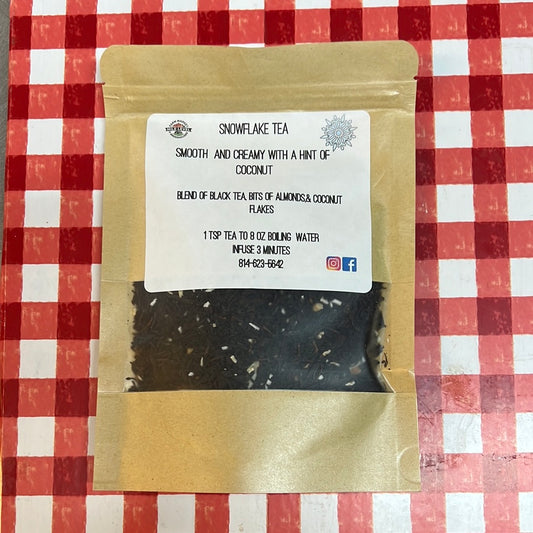 SNOWFLAKE TEA
SMOOTH AND CREAMY WITH A HINT OF
COCONUT
BLEND OF BLACK TEA, BITS OF ALMONDS,& COCONUT
FLAKES
1 TSP TEA TO 8 OZ BOILING WATER
INFUSE 3 MINUTES
814-623-5642